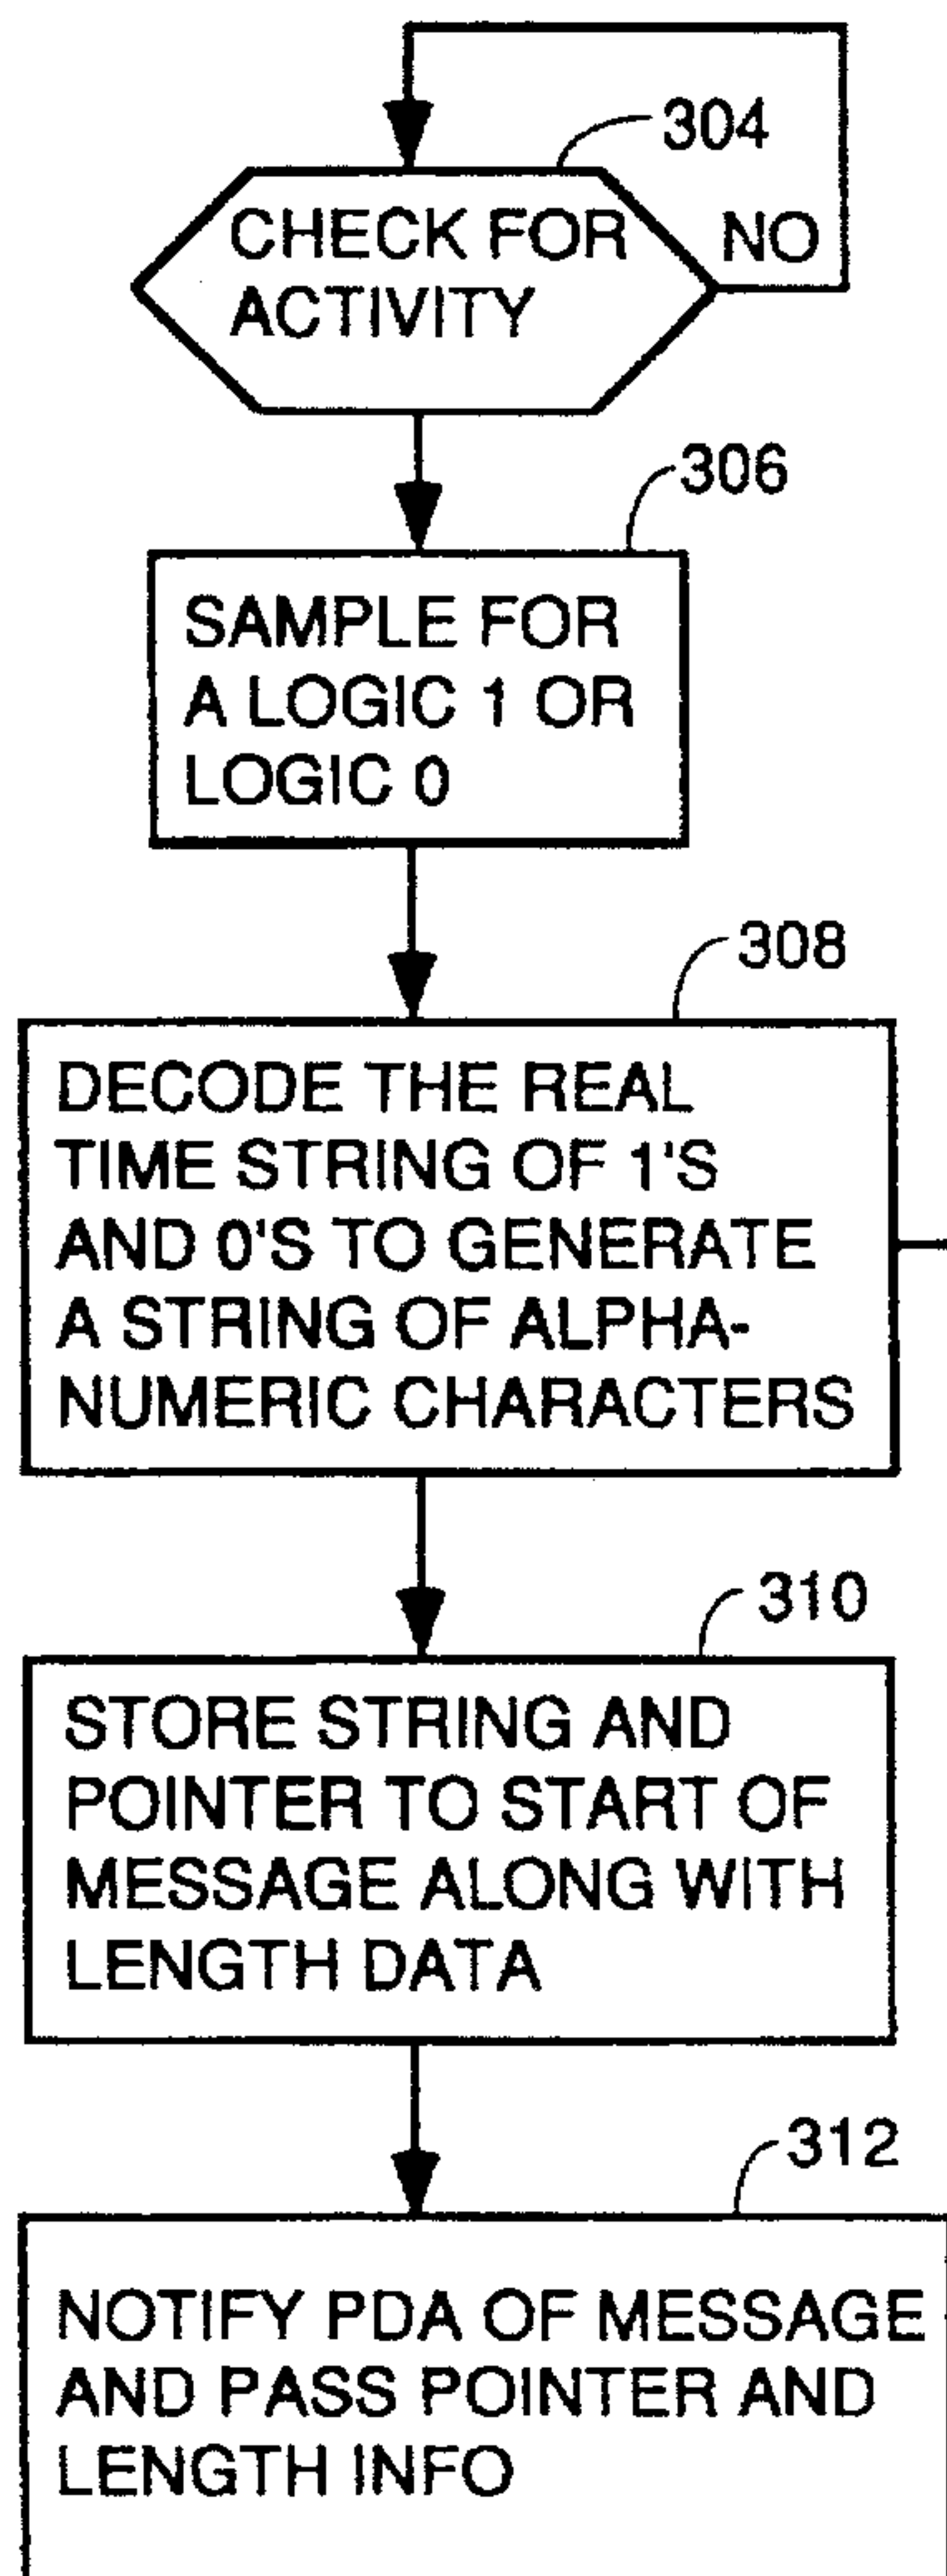 304
CHECK FOR
ACTIVITY
NO
306
SAMPLE FOR
A LOGIC 1 OR
LOGIC 0
308
DECODE THE REAL
TIME STRING OF 1'S
AND 0'S TO GENERATE
A STRING OF ALPHA-
NUMERIC CHARACTERS
310
STORE STRING AND
POINTER TO START OF
MESSAGE ALONG WITH
LENGTH DATA
312
NOTIFY PDA OF MESSAGE
AND PASS POINTER AND
LENGTH INFO